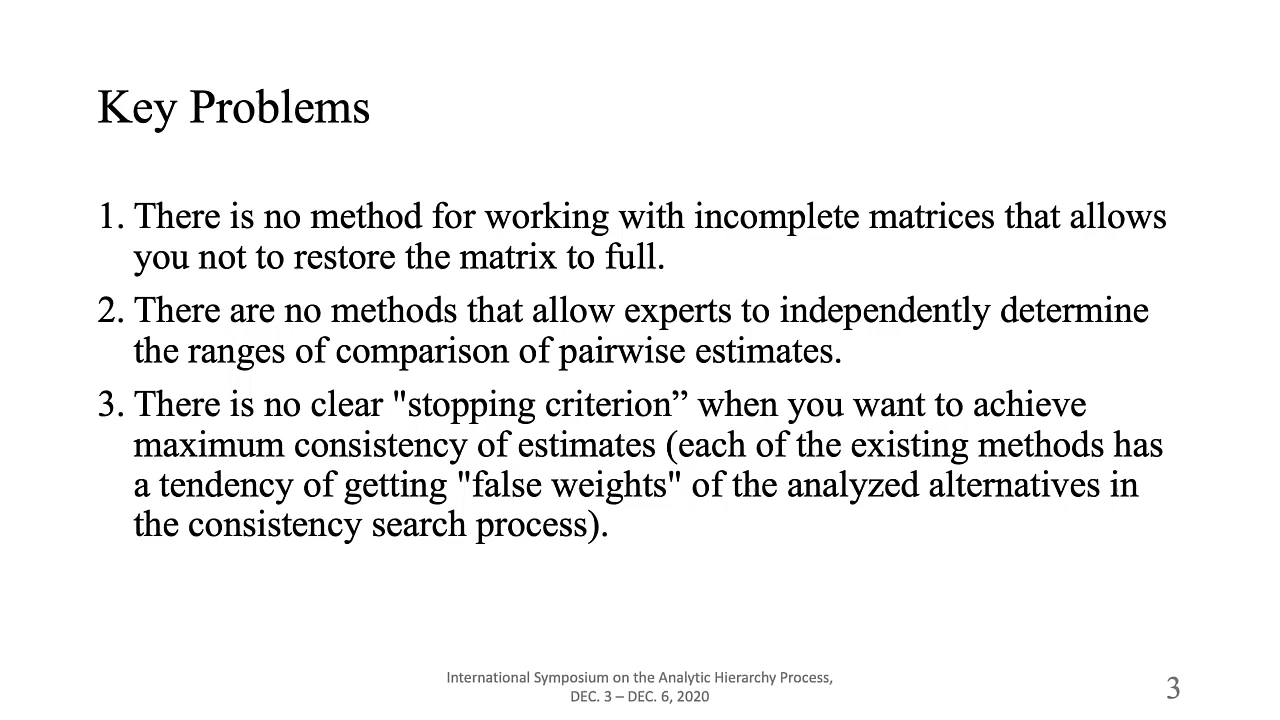 Key Problems
1. There is no method for working with incomplete matrices that allows
you not to restore the matrix to full.
2. There are no methods that allow experts to independently determine
the ranges of comparison of pairwise estimates.
3. There is no clear "stopping criterion” when you want to achieve
maximum consistency of estimates (each of the existing methods has
a tendency of getting "false weights" of the analyzed alternatives in
the consistency search process).
International Symposium on the Analytic Hierarchy Process,
DEC. 3 – DEC. 6, 2020
3